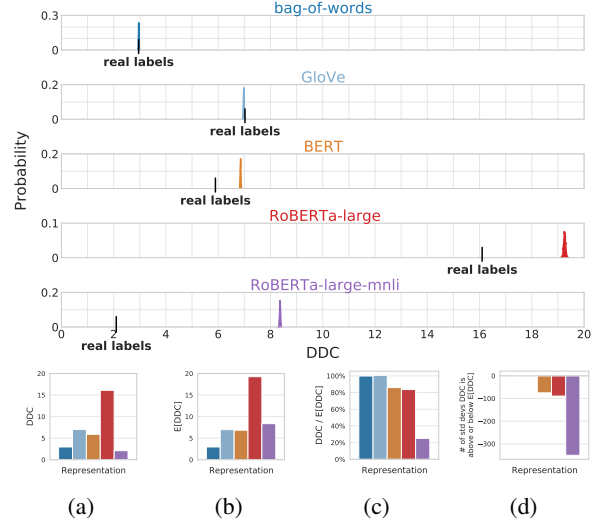 bag-of-words
0.3
0
real labels
GloVe
0.2
0
real labels
BERT
0.2
0
real labels
RoBERTa-large
0.1
0
real labels
RoBERTa-large-mnli
0.2
0
real labels
0 2 4 6 8 10 12 14 16 18 20
DDC
Probability
20
15
10
5
0
DDC
Representation
(a)
20
15
10
5
0
E[DDC]
Representation
(b)
100%
80%
60%
40%
20%
0%
DDC / E[DDC]
Representation
(c)
0
−100
−200
−300
# of std devs DDC is
above or below E[DDC]
Representation
(d)